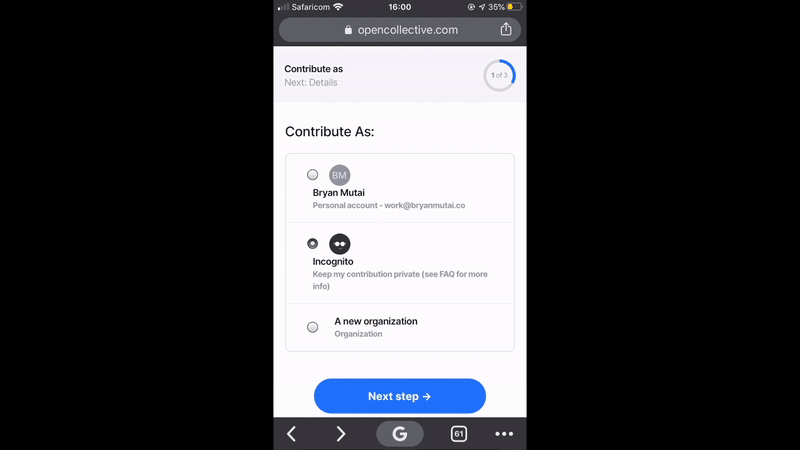 Safaricom 16:00 35%
opencollective.com
Contribute as
Next: Details
1 of 3
Contribute As:
BM
Bryan Mutai
Personal account - work@bryanmutai.co
Incognito
Keep my contribution private (see FAQ for more
info)
A new organization
Organization
Next step →
G 61